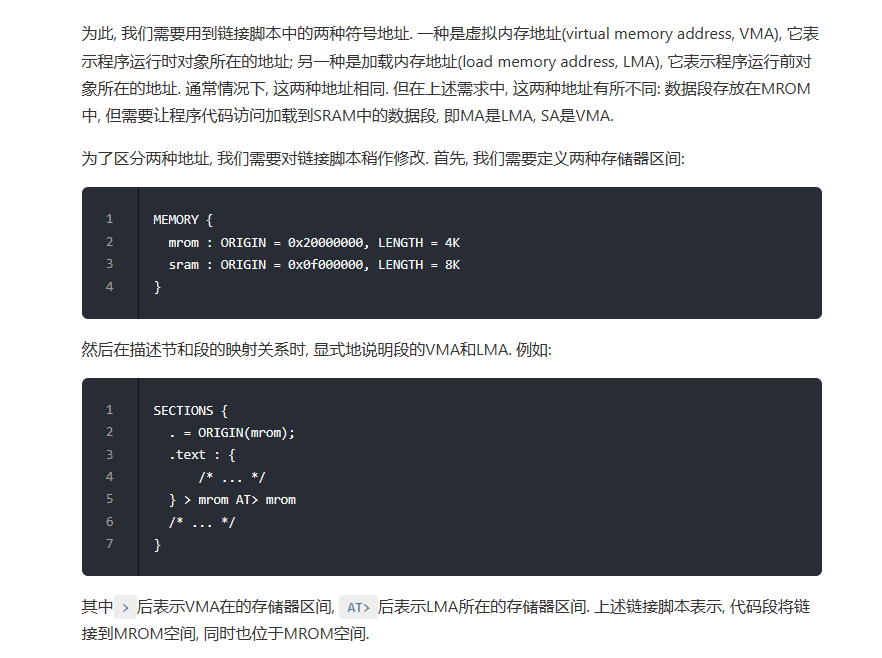 为此, 我们需要用到链接脚本中的两种符号地址. 一种是虚拟内存地址(virtual memory address, VMA), 它表
示程序运行时对象所在的地址; 另一种是加载内存地址(load memory address, LMA), 它表示程序运行前对
象所在的地址. 通常情况下, 这两种地址相同. 但在上述需求中, 这两种地址有所不同: 数据段存放在MROM
中, 但需要让程序代码访问加载到SRAM中的数据段, 即MA是LMA, SA是VMA.
为了区分两种地址, 我们需要对链接脚本稍作修改. 首先, 我们需要定义两种存储器区间:
1 MEMORY {
2   mrom : ORIGIN = 0x20000000, LENGTH = 4K
3   sram : ORIGIN = 0x0f000000, LENGTH = 8K
4 }
然后在描述节和段的映射关系时, 显式地说明段的VMA和LMA. 例如:
1 SECTIONS {
2   . = ORIGIN(mrom);
3   .text : {
4       /* ... */
5   } > mrom AT> mrom
6   /* ... */
7 }
其中 > 后表示VMA在的存储器区间, AT> 后表示LMA所在的存储器区间. 上述链接脚本表示, 代码段将链
接到MROM空间, 同时也位于MROM空间.